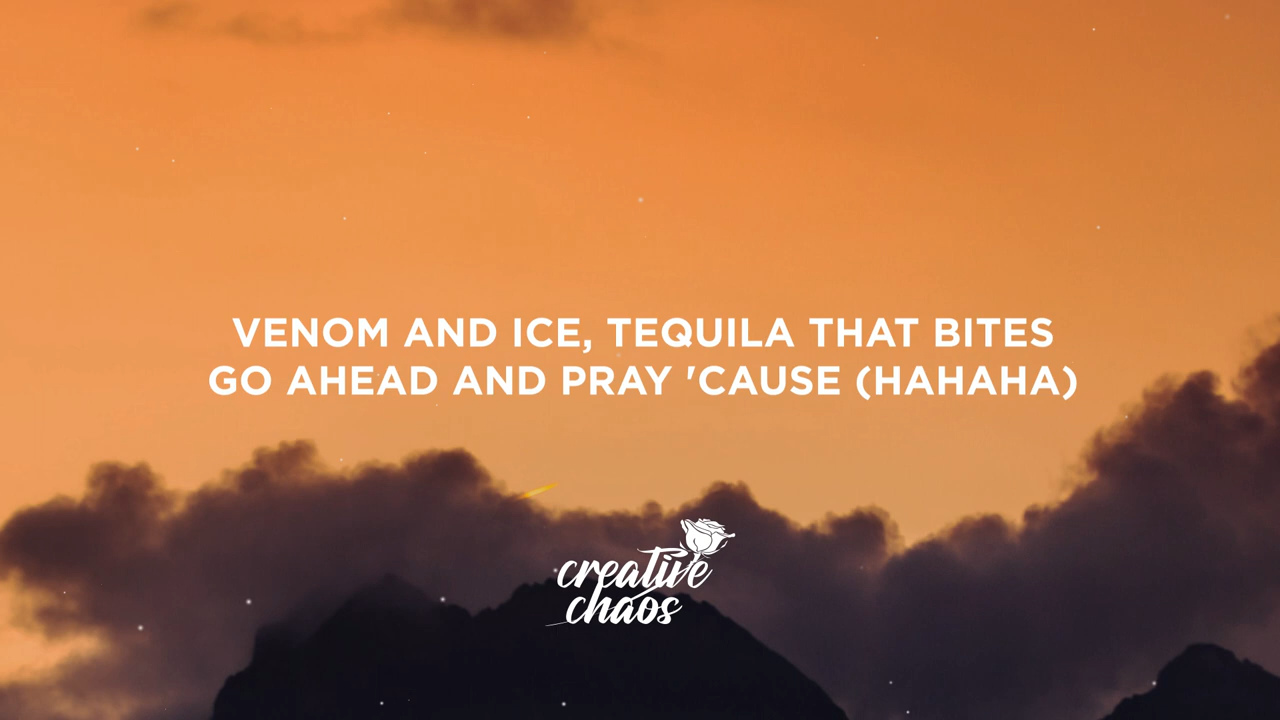 VENOM AND ICE, TEQUILA THAT BITES
GO AHEAD AND PRAY 'CAUSE (HAHAHA)
creative
chaos